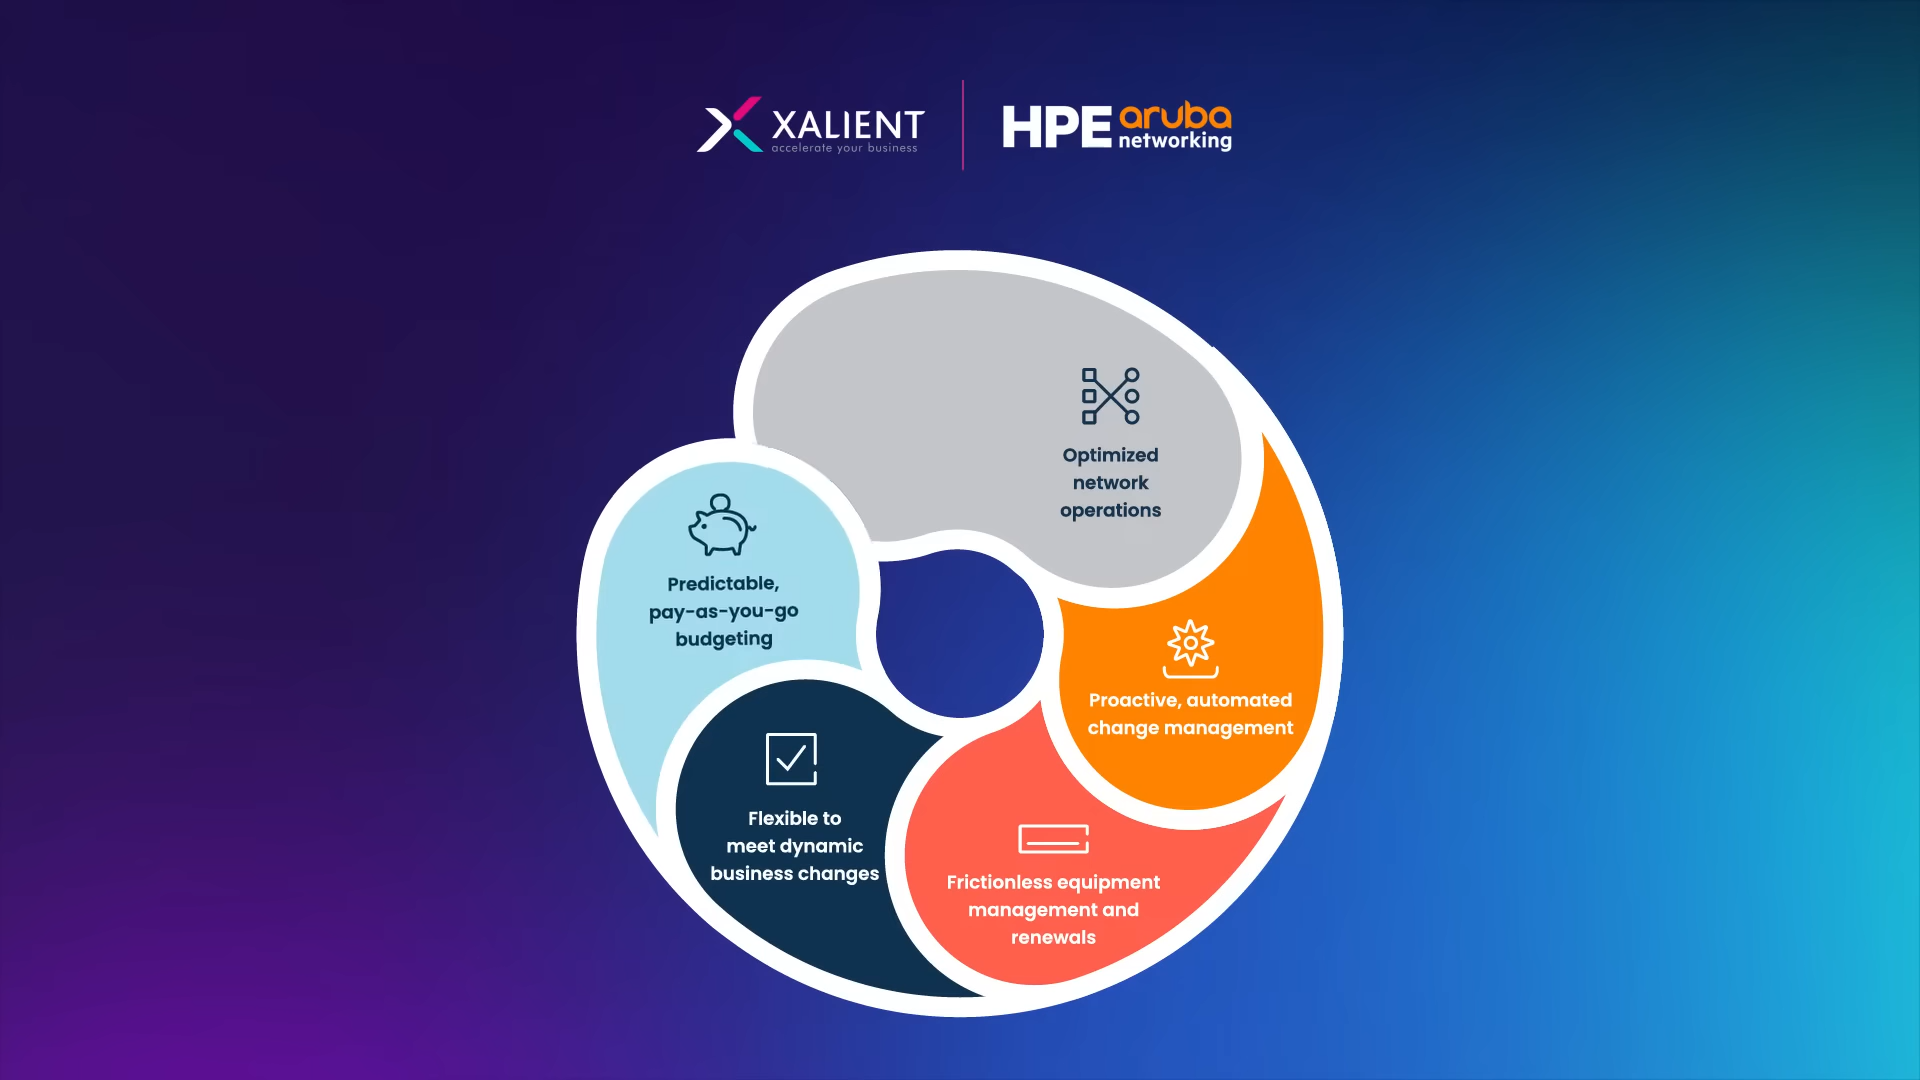 XALIENT
accelerate your business
HPE aruba
networking
Optimized
network
operations
Predictable,
pay-as-you-go
budgeting
Proactive, automated
change management
Flexible to
meet dynamic
business changes
Frictionless equipment
management and
renewals